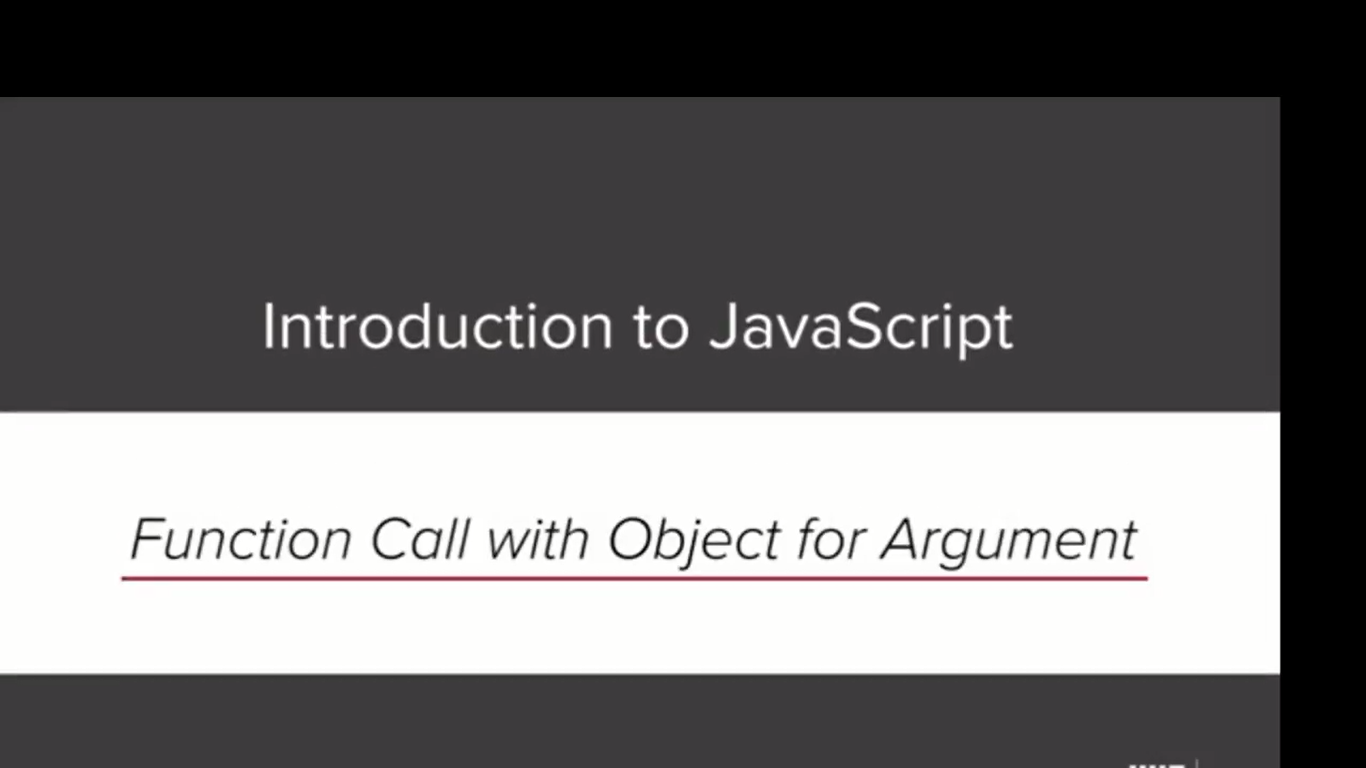 Introduction to JavaScript
Function Call with Object for Argument